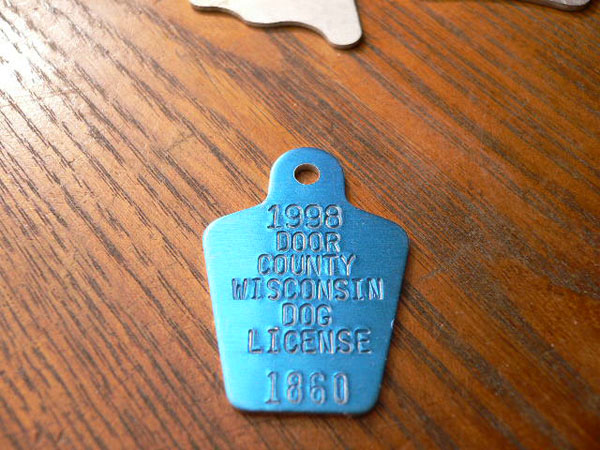 1998
DOOR
COUNTY
WISCONSIN
DOG
LICENSE
1860